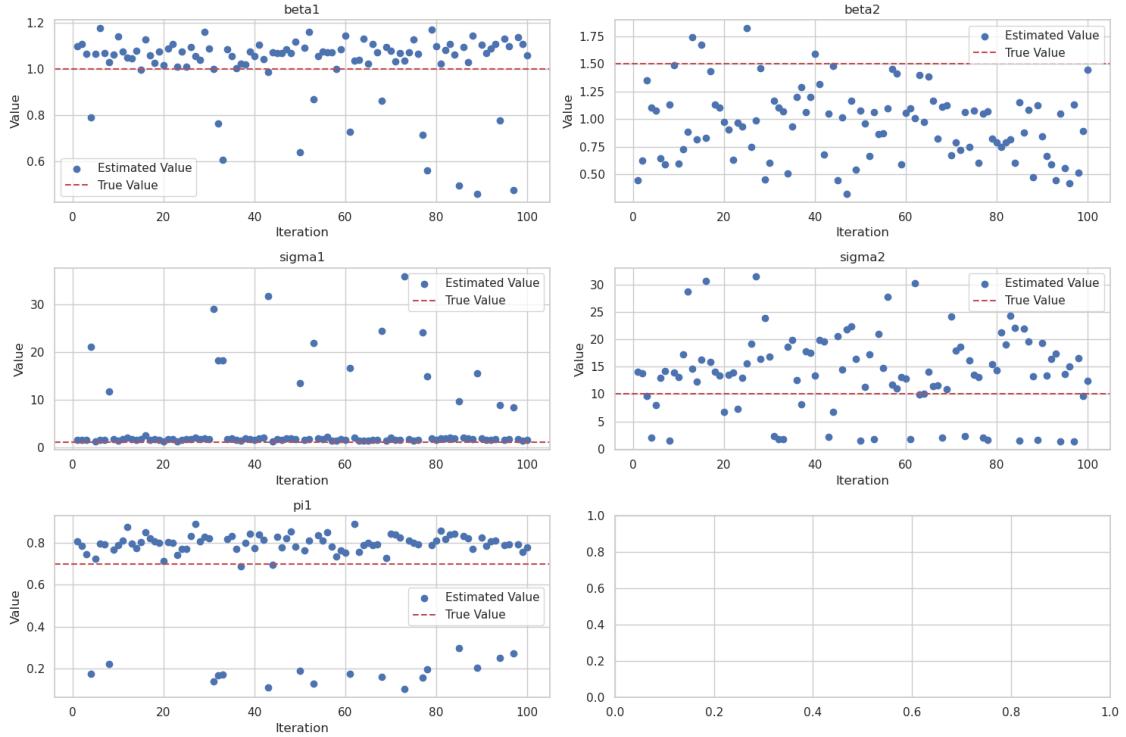 beta1
Value
1.2
1.0
0.8
0.6
Estimated Value
True Value
0 20 40 60 80 100
Iteration
beta2
Value
1.75
1.50
1.25
1.00
0.75
0.50
Estimated Value
True Value
0 20 40 60 80 100
Iteration
sigma1
Value
30
20
10
0
Estimated Value
True Value
0 20 40 60 80 100
Iteration
sigma2
Value
30
25
20
15
10
5
0
Estimated Value
True Value
0 20 40 60 80 100
Iteration
pi1
Value
0.8
0.6
0.4
0.2
Estimated Value
True Value
0 20 40 60 80 100
Iteration
1.0
0.8
0.6
0.4
0.2
0.0
0.0 0.2 0.4 0.6 0.8 1.0